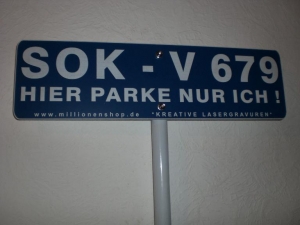 SOK - V 679
HIER PARKE NUR ICH !
www.millionenshop.de "KREATIVE LASERGRAVUREN"